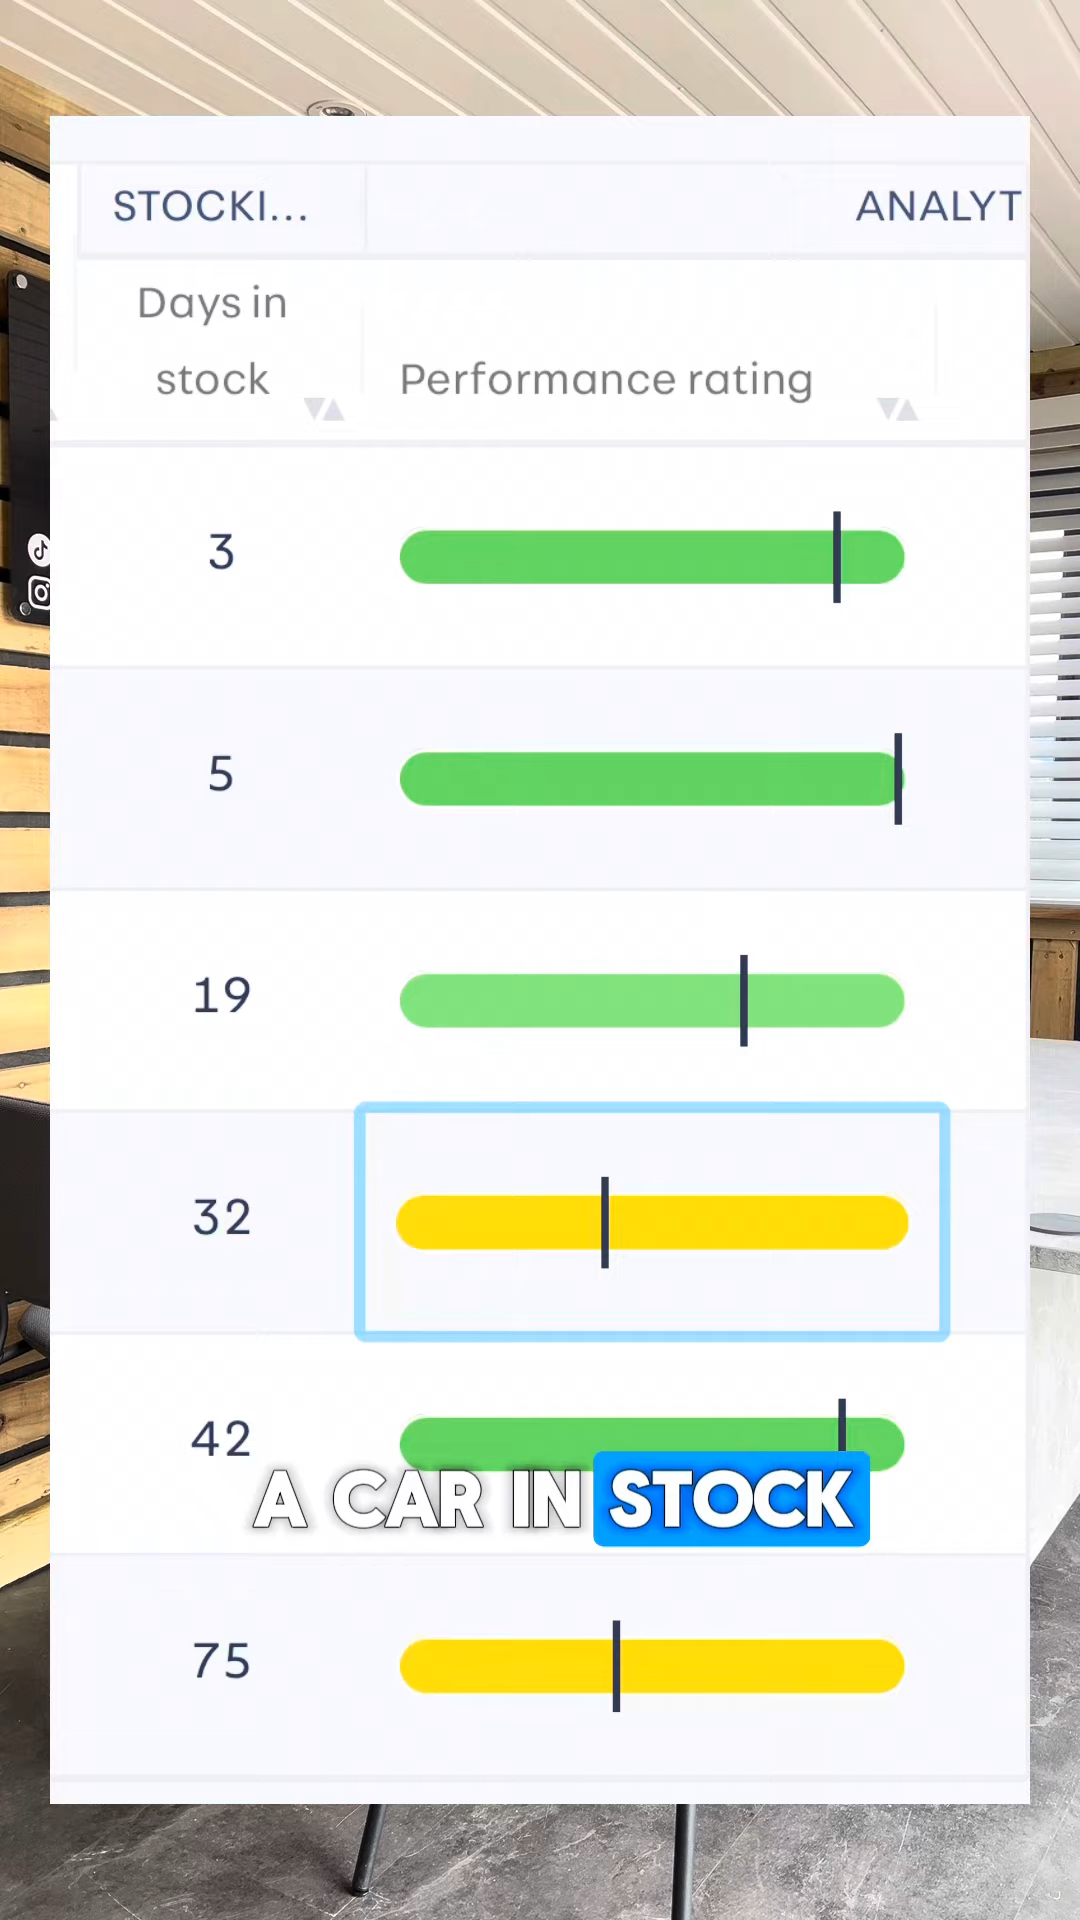 STOCKI...
ANALYT
Days in
stock
Performance rating
3
5
19
32
42
A CAR IN STOCK
75